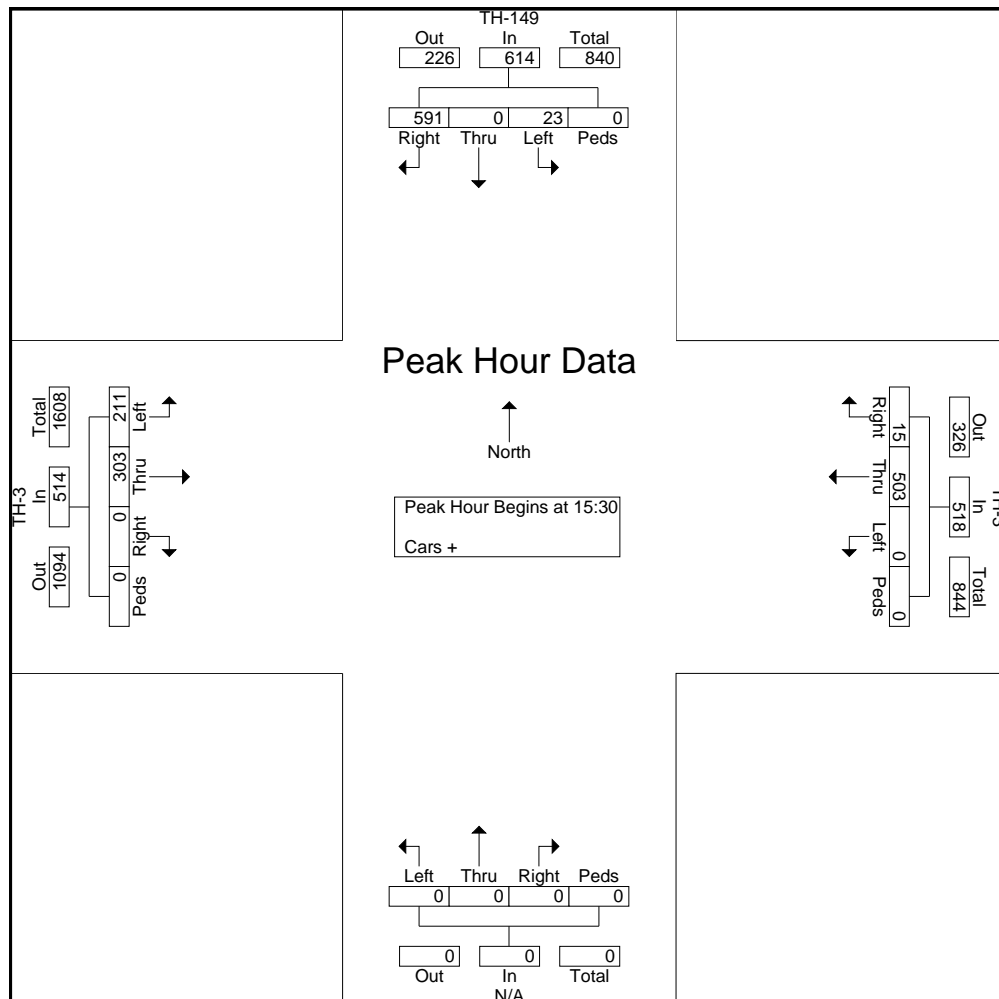 TH-149
Out In Total
226 614 840
591 0 23 0
Right Thru Left Peds
Peak Hour Data
North
Peak Hour Begins at 15:30
Cars +
TH-3
Out In Total
1094 514 1608
211 303 0 0
Left Thru Right Peds
Right Thru Left Peds
15 503 0 0
Out In Total
326 518 844
TH-3
Left Thru Right Peds
0 0 0 0
0 0 0
Out In Total
N/A